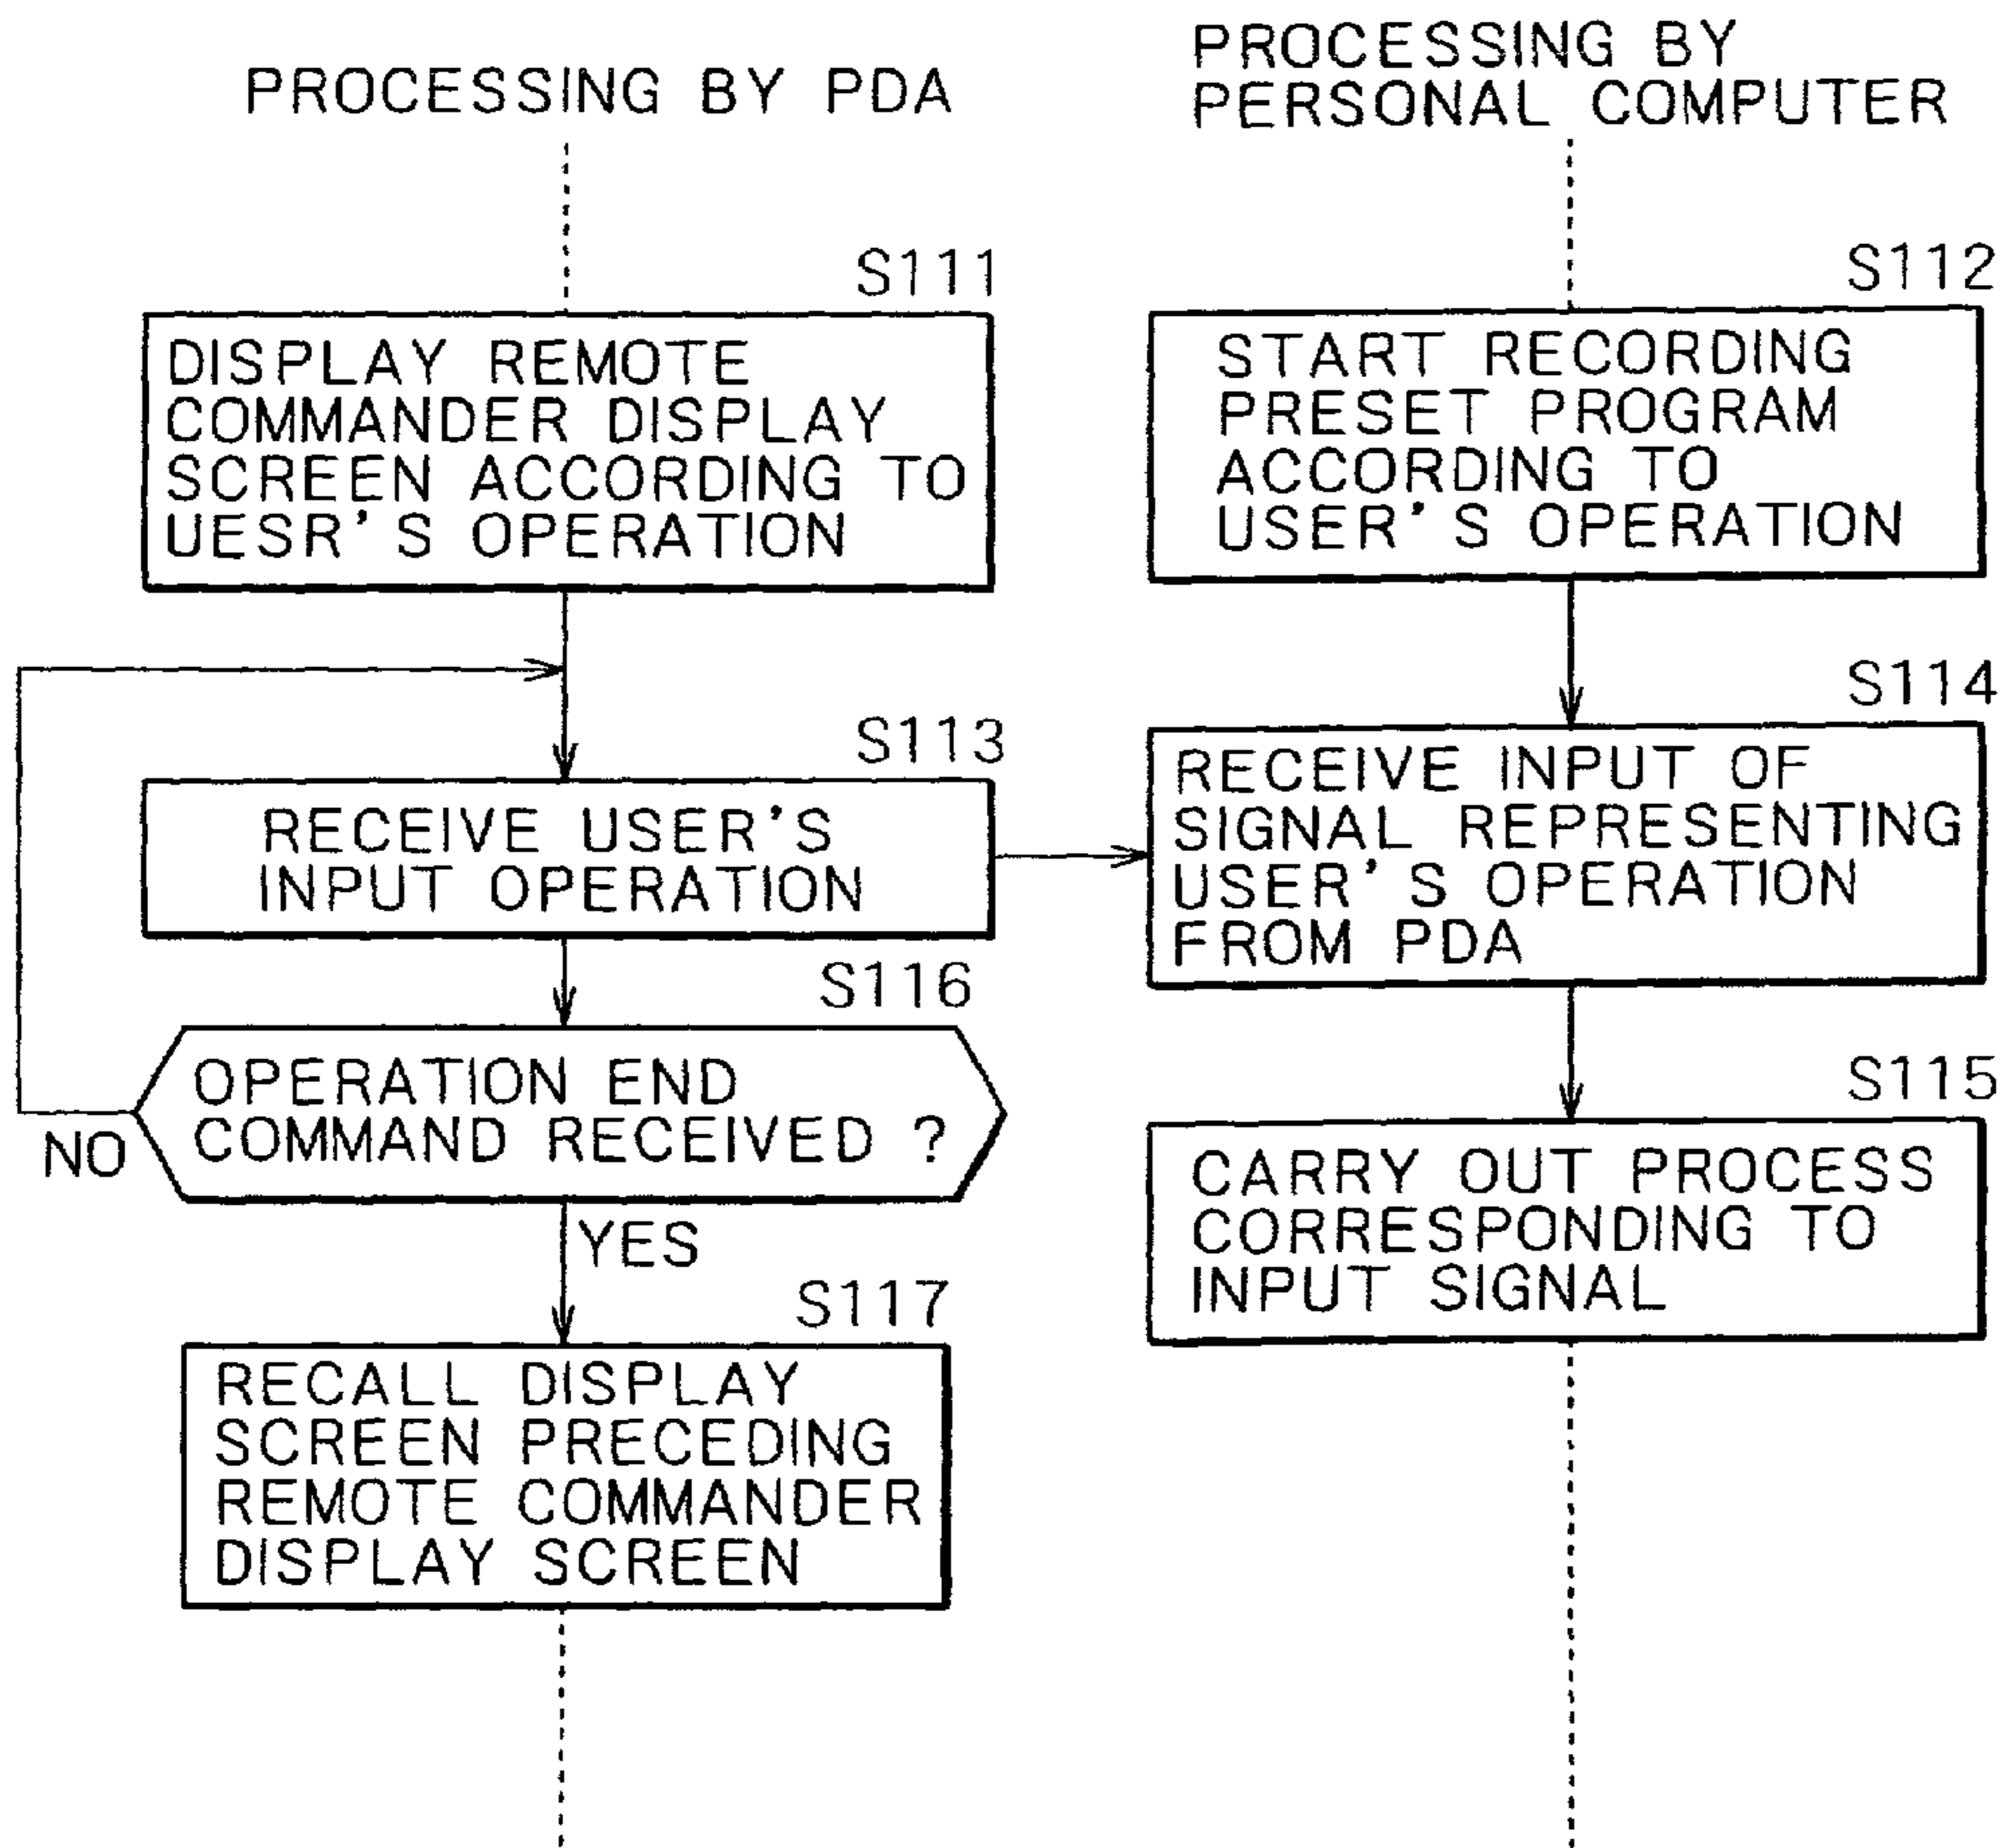 PROCESSING BY PDA
PROCESSING BY
PERSONAL COMPUTER
S111
DISPLAY REMOTE
COMMANDER DISPLAY
SCREEN ACCORDING TO
UESR'S OPERATION
S112
START RECORDING
PRESET PROGRAM
ACCORDING TO
USER'S OPERATION
S113
RECEIVE USER'S
INPUT OPERATION
S114
RECEIVE INPUT OF
SIGNAL REPRESENTING
USER'S OPERATION
FROM PDA
S116
OPERATION END
COMMAND RECEIVED ?
NO
YES
S115
CARRY OUT PROCESS
CORRESPONDING TO
INPUT SIGNAL
S117
RECALL DISPLAY
SCREEN PRECEDING
REMOTE COMMANDER
DISPLAY SCREEN